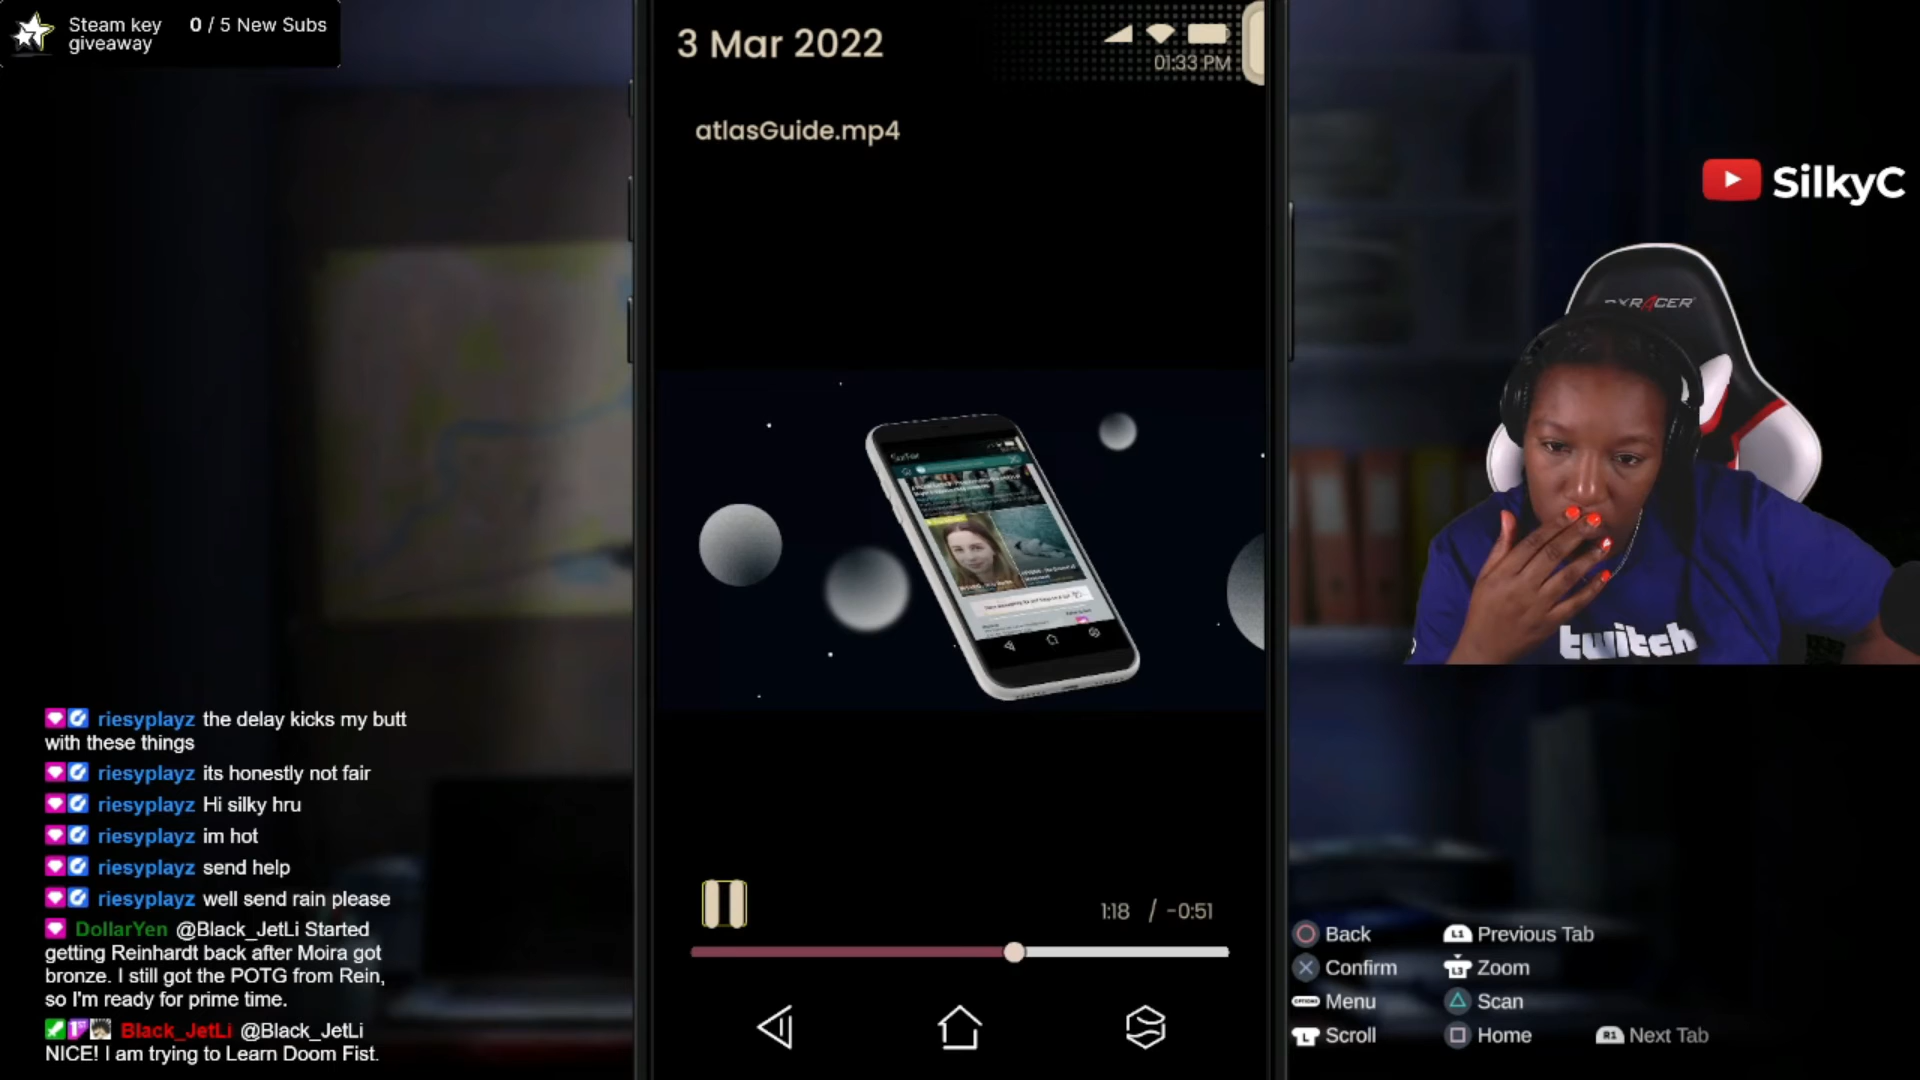 Steam key
giveaway
0 / 5 New Subs
3 Mar 2022
01:33 PM
atlasGuide.mp4
SilkyC
twitch
riesyplayz the delay kicks my butt
with these things
riesyplayz its honestly not fair
riesyplayz Hi silky hru
riesyplayz im hot
riesyplayz send help
riesyplayz well send rain please
DollarYen @Black_JetLi Started
getting Reinhardt back after Moira got
bronze. I still got the POTG from Rein,
so I'm ready for prime time.
Black_JetLi @Black_JetLi
NICE! I am trying to Learn Doom Fist.
1:18 / -0:51
Back
L1 Previous Tab
Confirm
L3 Zoom
OPTIONS Menu
Scan
L Scroll
Home
R1 Next Tab